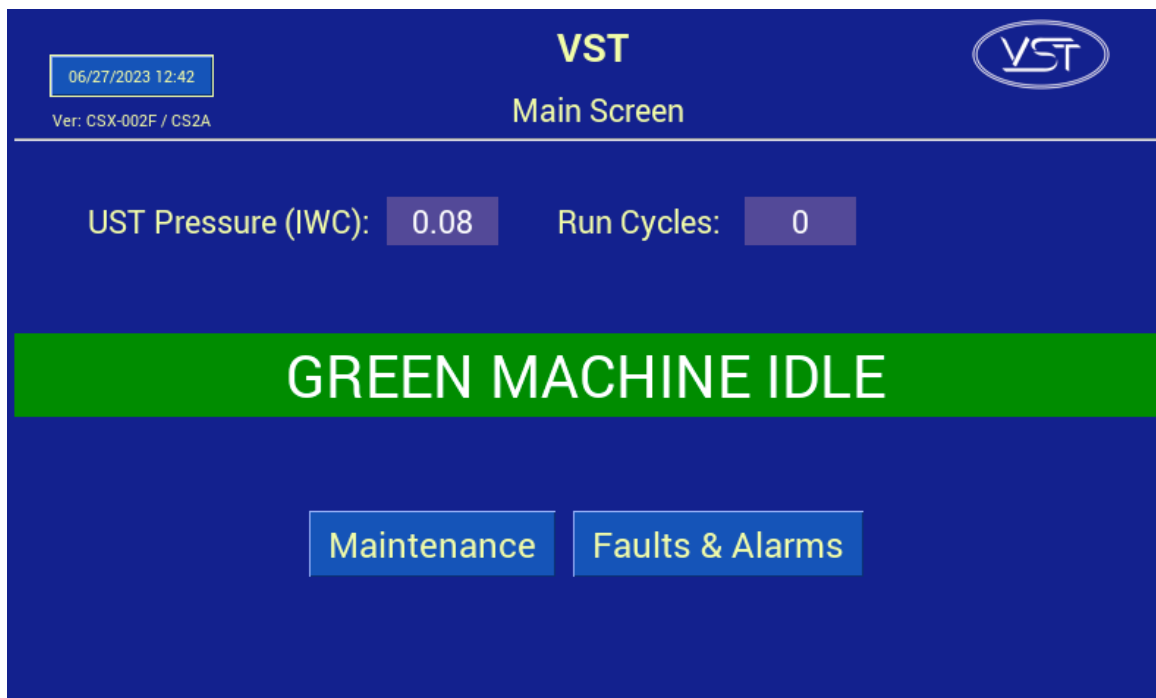 VST
VST
06/27/2023 12:42
Main Screen
Ver: CSX-002F / CS2A
UST Pressure (IWC): 0.08 Run Cycles: 0
GREEN MACHINE IDLE
Maintenance Faults & Alarms